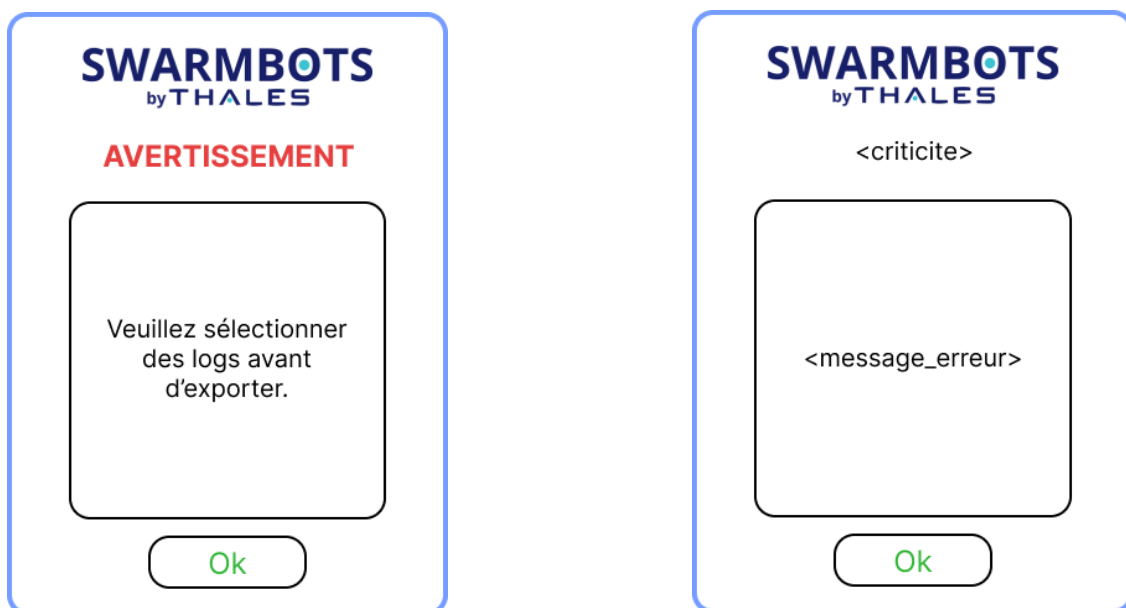 SWARMBOTS
by THALES
AVERTISSEMENT
Veuillez sélectionner
des logs avant
d’exporter.
Ok
SWARMBOTS
by THALES
<criticite>
<message_erreur>
Ok